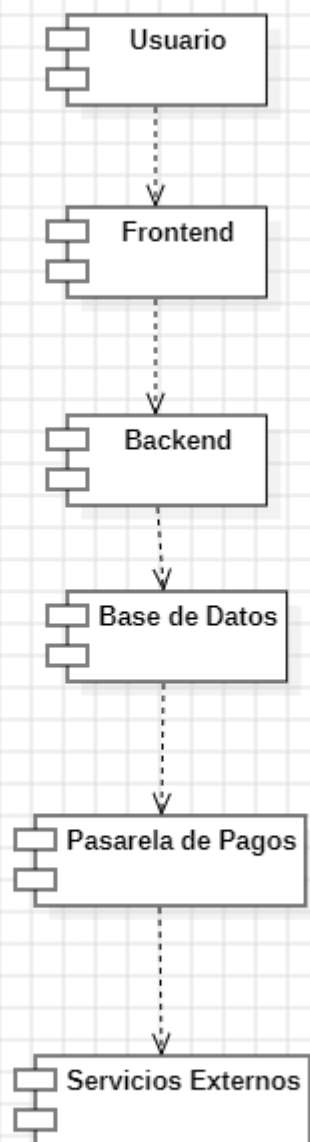 Usuario
Frontend
Backend
Base de Datos
Pasarela de Pagos
Servicios Externos